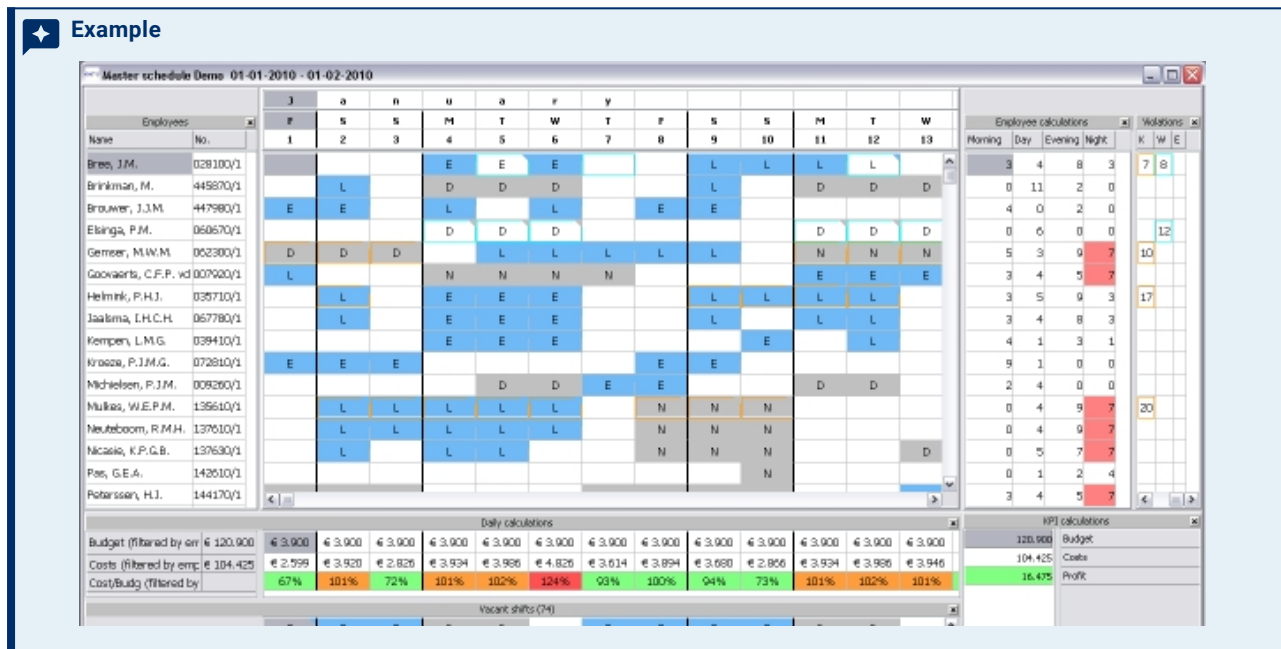 Example
Master schedule Demo 01-01-2010 - 01-02-2010
J a n u a r y
Employees F S S M T W T F S S M T W Employee calculations Violations
Name No. 1 2 3 4 5 6 7 8 9 10 11 12 13 Morning Day Evening Night K W E
Bree, J.M. 028100/1 E E E L L L L 3 4 8 3 7 8
Brinkman, M. 445870/1 L D D D L D D D 0 11 2 0
Brouwer, J.J.M. 447980/1 E E L L E E 4 0 2 0
Elsinga, P.M. 060670/1 D D D D D D 0 6 0 0 12
Gemser, M.W.M. 062300/1 D D D L L L L L N N N 5 3 9 7 10
Goovaerts, C.F.P. vd 007920/1 L N N N N E E E 3 4 5 7
Helmink, P.H.J. 035710/1 L E E E L L L L 3 5 9 3 17
Jaalsma, I.H.C.H. 067780/1 L E E E L L L 3 4 8 3
Kempen, L.M.G. 039410/1 E E E E L 4 1 3 1
Kroeze, P.J.M.G. 072810/1 E E E E E 9 1 0 0
Michielsen, P.J.M. 009260/1 D D E E D D 2 4 0 0
Mulkes, W.E.P.M. 135610/1 L L L L L N N N 0 4 9 7 20
Neuteboom, R.M.H. 137610/1 L L L L L N N N 0 4 9 7
Nicasie, K.P.G.B. 137630/1 L L L N N N D 0 5 7 7
Pas, G.E.A. 142610/1 N 0 1 2 4
Peterssen, H.J. 144170/1 3 4 5 7
Daily calculations KPI calculations
Budget (filtered by em € 120.900 € 3.900 € 3.900 € 3.900 € 3.900 € 3.900 € 3.900 € 3.900 € 3.900 € 3.900 € 3.900 € 3.900 € 3.900 € 3.900 120.900 Budget
Costs (filtered by emp € 104.425 € 2.599 € 3.920 € 2.826 € 3.934 € 3.986 € 4.826 € 3.614 € 3.894 € 3.680 € 2.866 € 3.934 € 3.986 € 3.946 104.425 Costs
Cost/Budg (filtered by 67% 101% 72% 101% 102% 124% 93% 100% 94% 73% 101% 102% 101% 16.475 Profit
Vacant shifts (74)